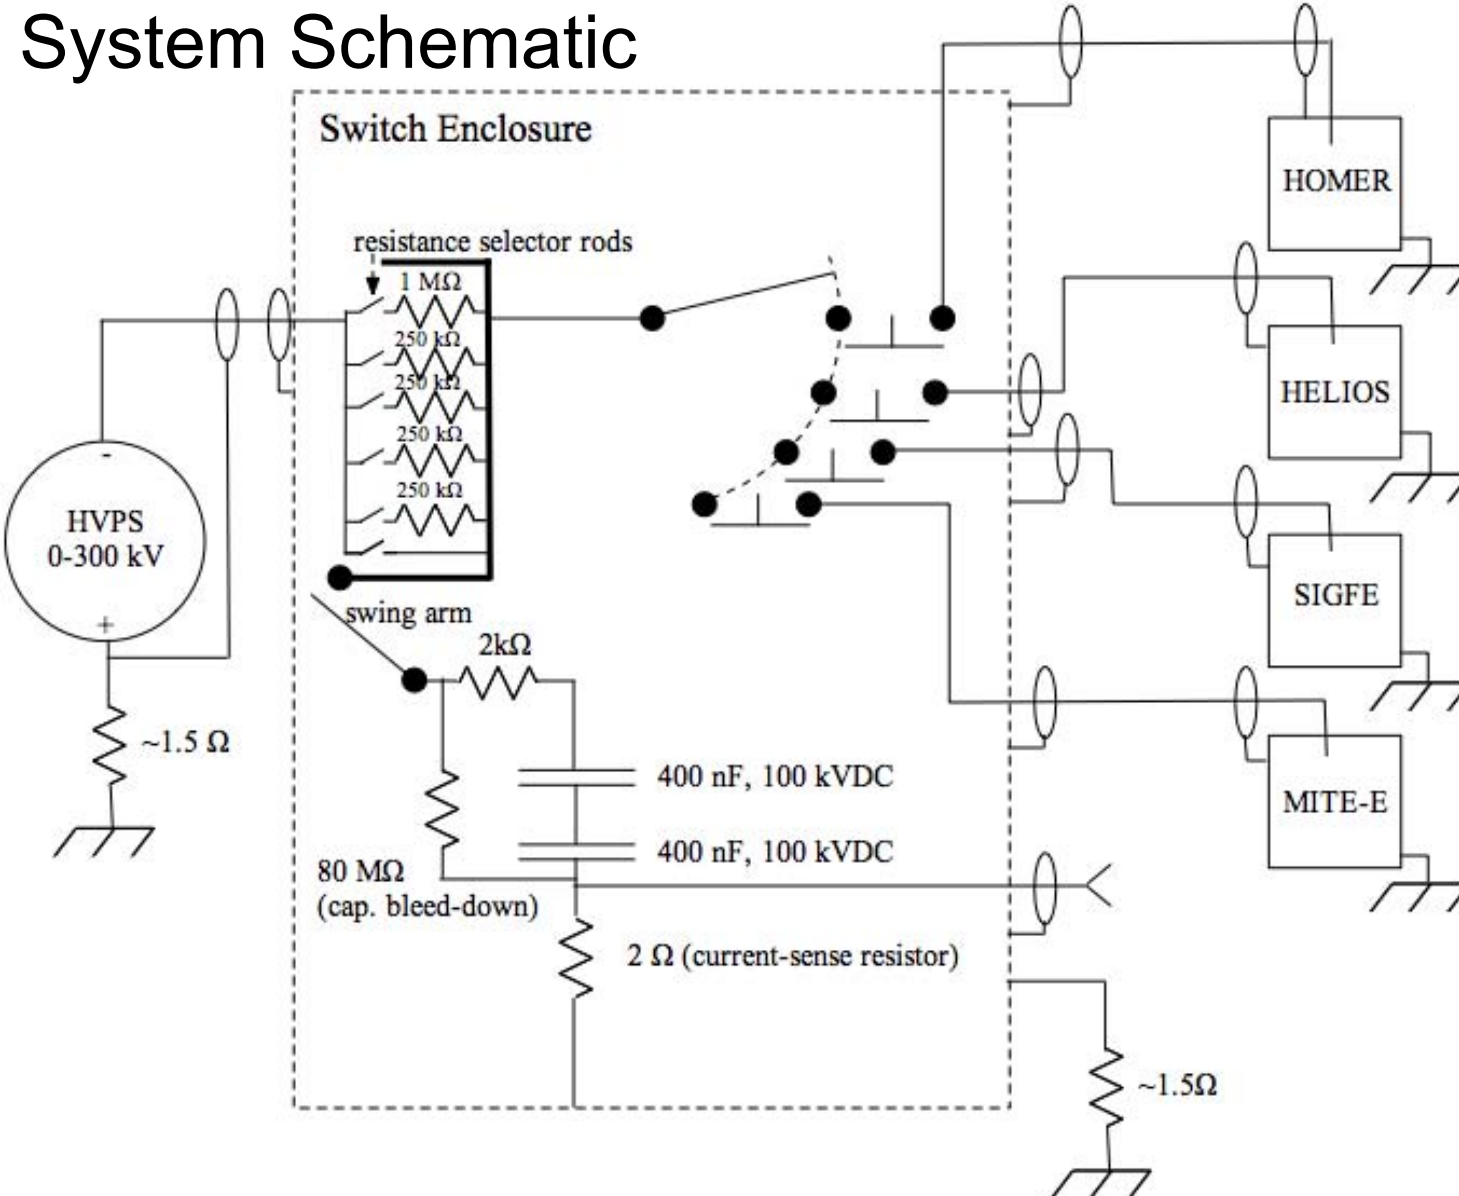 System Schematic
Switch Enclosure
resistance selector rods
1 MΩ
250 kΩ
250 kΩ
250 kΩ
250 kΩ
HVPS
0-300 kV
-
+
~1.5 Ω
swing arm
2kΩ
400 nF, 100 kVDC
400 nF, 100 kVDC
80 MΩ
(cap. bleed-down)
2 Ω (current-sense resistor)
HOMER
HELIOS
SIGFE
MITE-E
~1.5Ω